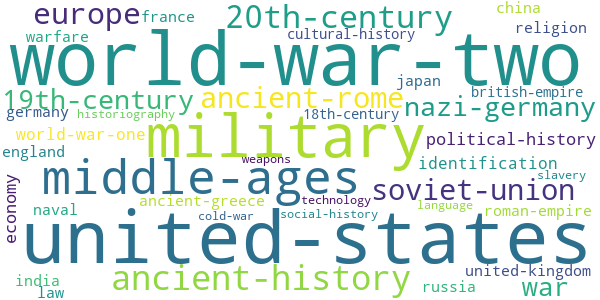 europe
france
20th-century
china
warfare
cultural-history
religion
world-war-two
japan
19th-century
ancient-rome
british-empire
germany
historiography
18th-century
nazi-germany
world-war-one
military
political-history
england
weapons
identification
middle-ages
soviet-union
slavery
economy
naval
ancient-greece
technology
language
cold-war
social-history
roman-empire
united-states
ancient-history
united-kingdom
india
law
russia
war